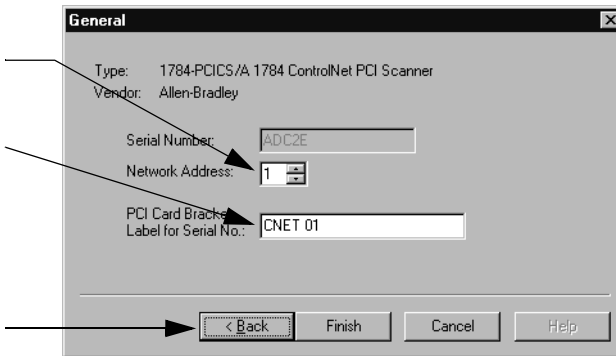 General
Type: 1784-PCICS/A 1784 ControlNet PCI Scanner
Vendor: Allen-Bradley
Serial Number: ADC2E
Network Address: 1
PCI Card Bracket
Label for Serial No.: CNET 01
< Back Finish Cancel Help